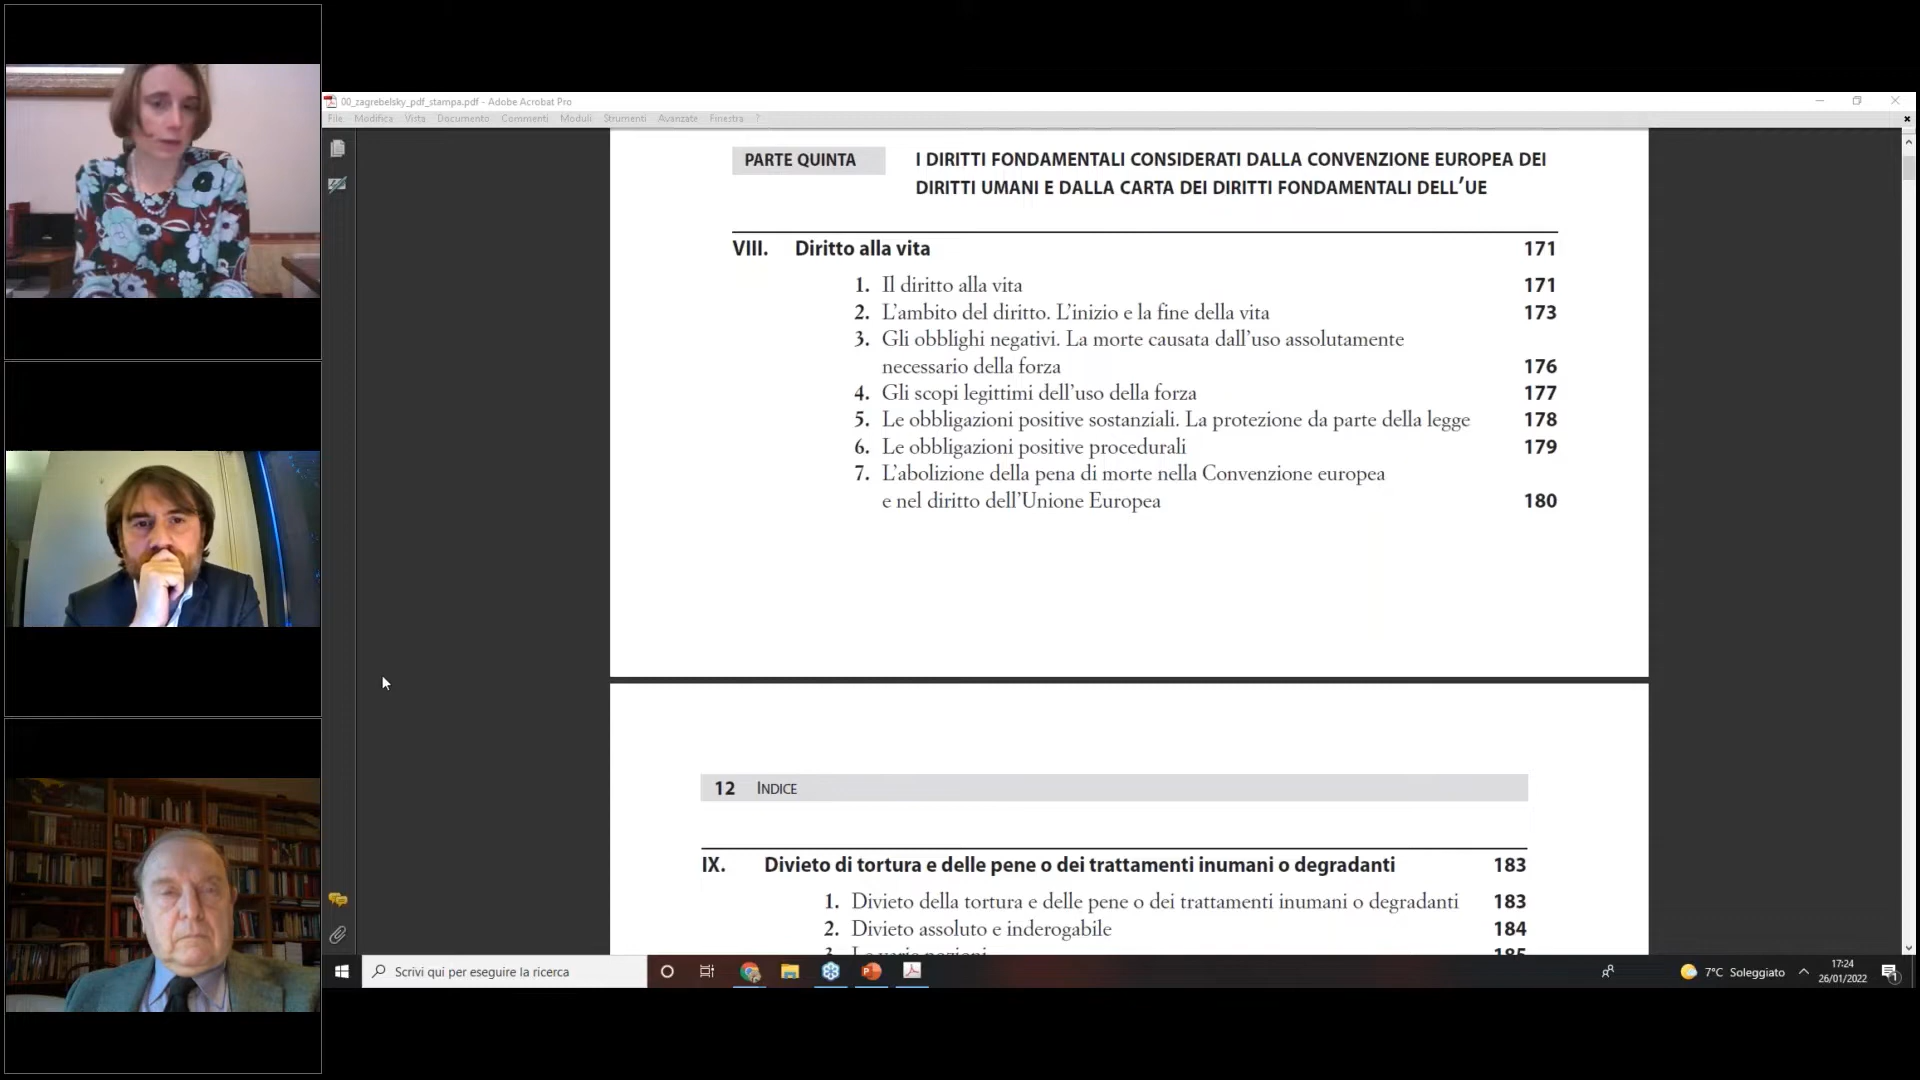 00_zagrebelsky_pdf_stampa.pdf - Adobe Acrobat Pro
File Modifica Vista Documento Commenti Moduli Strumenti Avanzate Finestra ?
PARTE QUINTA I DIRITTI FONDAMENTALI CONSIDERATI DALLA CONVENZIONE EUROPEA DEI
DIRITTI UMANI E DALLA CARTA DEI DIRITTI FONDAMENTALI DELL'UE
VIII. Diritto alla vita 171
1. Il diritto alla vita 171
2. L'ambito del diritto. L'inizio e la fine della vita 173
3. Gli obblighi negativi. La morte causata dall'uso assolutamente
necessario della forza 176
4. Gli scopi legittimi dell'uso della forza 177
5. Le obbligazioni positive sostanziali. La protezione da parte della legge 178
6. Le obbligazioni positive procedurali 179
7. L'abolizione della pena di morte nella Convenzione europea
e nel diritto dell'Unione Europea 180
12 INDICE
IX. Divieto di tortura e delle pene o dei trattamenti inumani o degradanti 183
1. Divieto della tortura e delle pene o dei trattamenti inumani o degradanti 183
2. Divieto assoluto e inderogabile 184
3. Le varie nozioni 185
Scrivi qui per eseguire la ricerca
7°C Soleggiato
17:24
26/01/2022
1